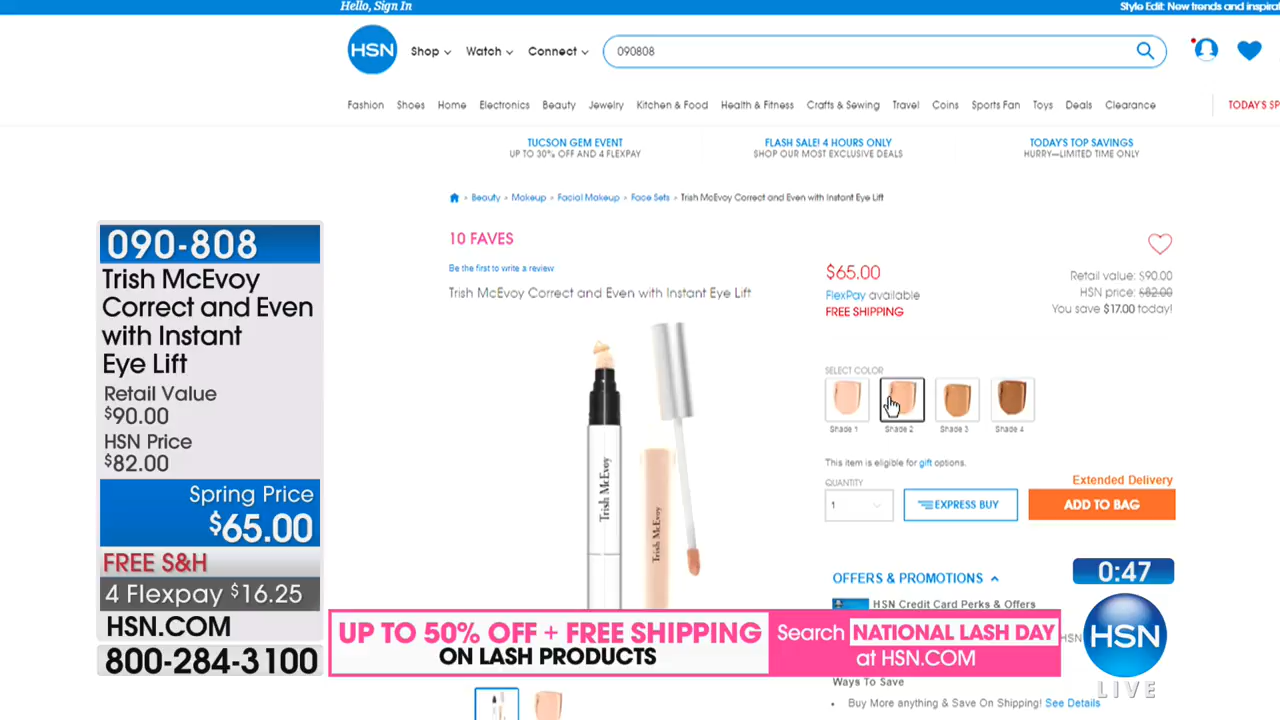 Hello, Sign In
Style Edit: New trends and
HSN
Shop
Watch
Connect
090808
Fashion Shoes Home Electronics Beauty Jewelry Kitchen & Food Health & Fitness Crafts & Sewing Travel Coins Sports Fan Toys Deals Clearance
TODAY'S
TUCSON GEM EVENT
UP TO 30% OFF AND 4 FLEXPAY
FLASH SALE! 4 HOURS ONLY
SHOP OUR MOST EXCLUSIVE DEALS
TODAY'S TOP SAVINGS
HURRY—LIMITED TIME ONLY
> Beauty > Makeup > Facial Makeup > Face Sets > Trish McEvoy Correct and Even with Instant Eye Lift
10 FAVES
Be the first to write a review
Trish McEvoy Correct and Even with Instant Eye Lift
Trish McEvoy
Trish McEvoy
$65.00
FlexPay available
FREE SHIPPING
Retail value: $90.00
HSN price: $82.00
You save $17.00 today!
SELECT COLOR
Shade 1
Shade 2
Shade 3
Shade 4
This item is eligible for gift options.
QUANTITY
1
EXPRESS BUY
Extended Delivery
ADD TO BAG
OFFERS & PROMOTIONS
HSN Credit Card Perks & Offers
HSN
Ways To Save
• Buy More anything & Save On Shipping! See Details
090-808
Trish McEvoy
Correct and Even
with Instant
Eye Lift
Retail Value
$90.00
HSN Price
$82.00
Spring Price
$65.00
FREE S&H
4 Flexpay $16.25
HSN.COM
800-284-3100
UP TO 50% OFF + FREE SHIPPING
ON LASH PRODUCTS
Search NATIONAL LASH DAY
at HSN.COM
0:47
HSN
LIVE